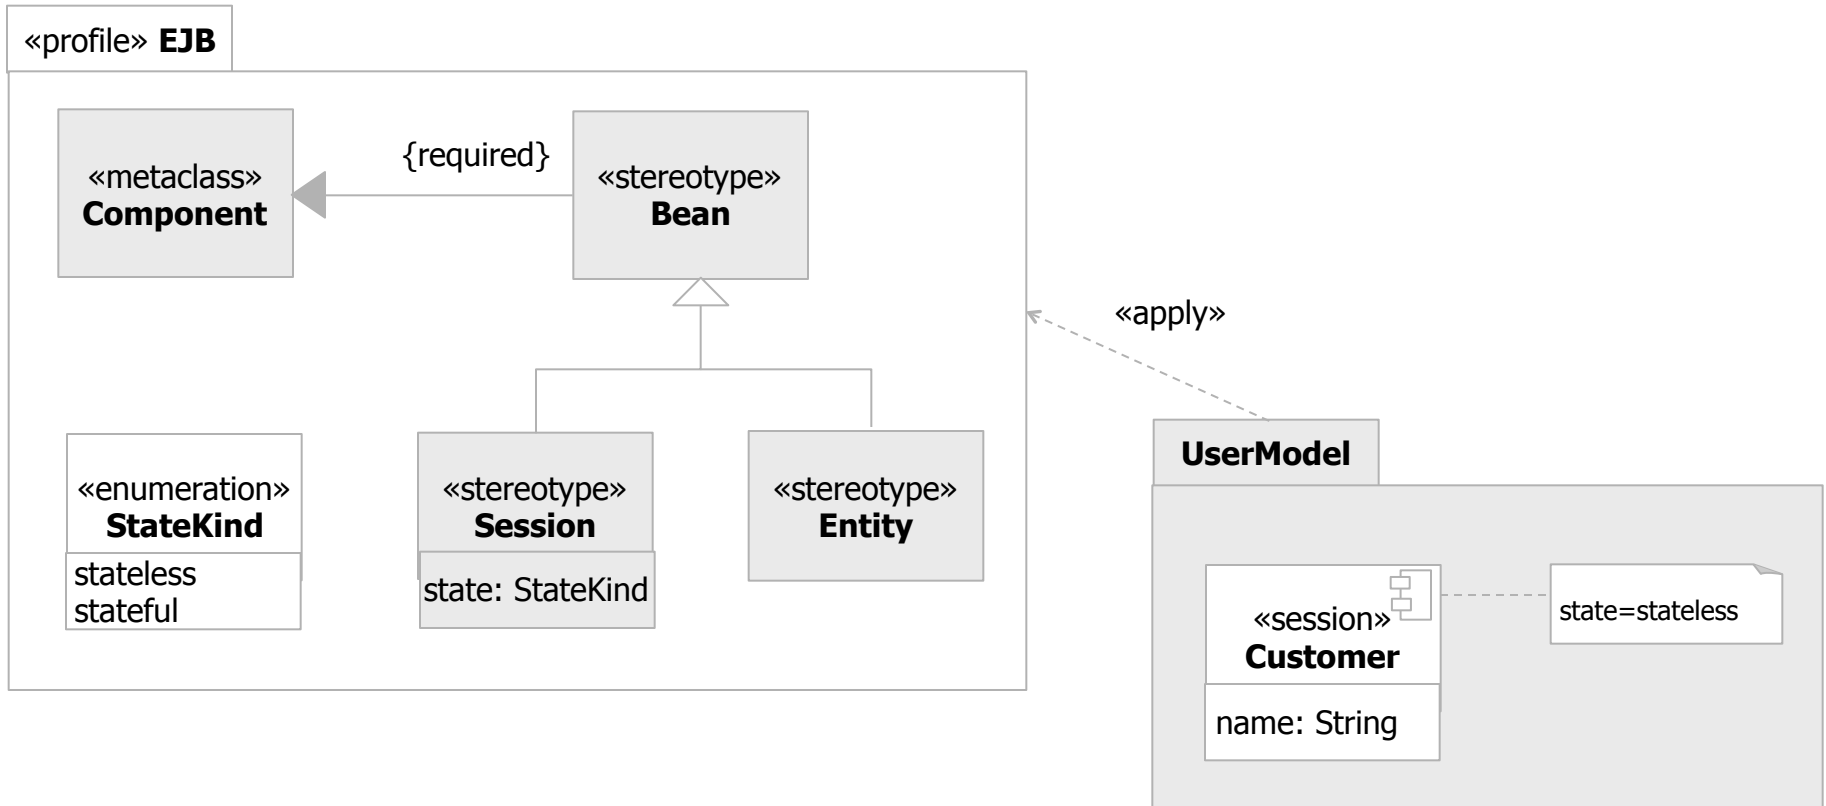 «profile» EJB
«metaclass»
Component
{required}
«stereotype»
Bean
«apply»
«enumeration»
StateKind
stateless
stateful
«stereotype»
Session
state: StateKind
«stereotype»
Entity
UserModel
«session»
Customer
name: String
state=stateless